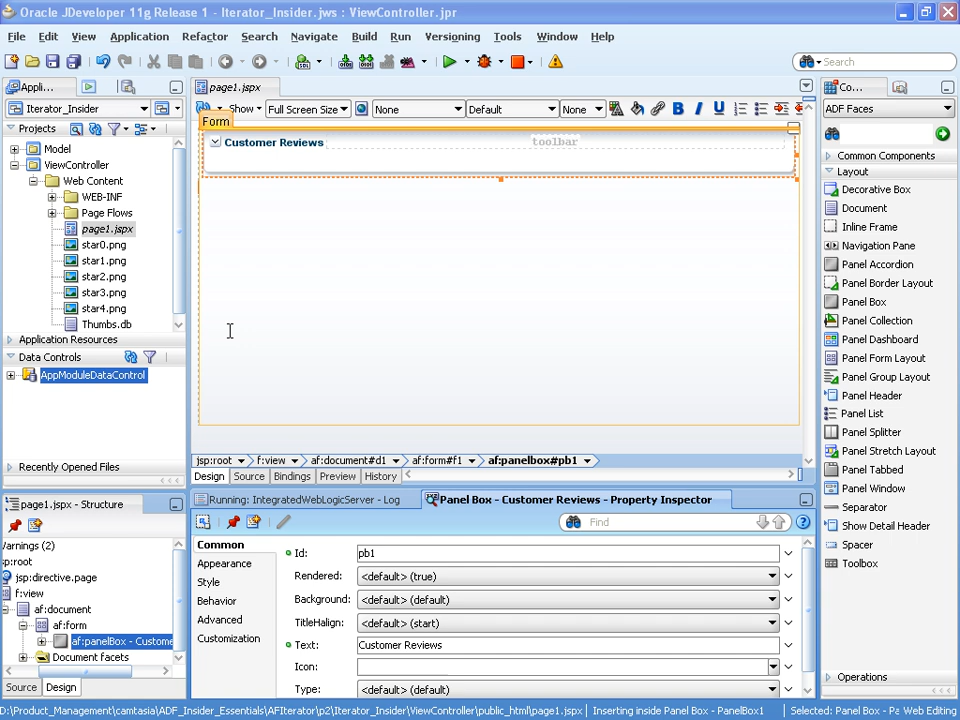 Oracle JDeveloper 11g Release 1 - Iterator_Insider.jws : ViewController.jpr
File Edit View Application Refactor Search Navigate Build Run Versioning Tools Window Help
Search
Appli...
Iterator_Insider
Projects
Model
ViewController
Web Content
WEB-INF
Page Flows
page1.jspx
star0.png
star1.png
star2.png
star3.png
star4.png
Thumbs.db
Application Resources
Data Controls
AppModuleDataControl
Recently Opened Files
page1.jspx
Show Full Screen Size None Default None B I U
Form
Customer Reviews toolbar
jsp:root f:view af:document#d1 af:form#f1 af:panelbox#pb1
Design Source Bindings Preview History
Co...
ADF Faces
Common Components
Layout
Decorative Box
Document
Inline Frame
Navigation Pane
Panel Accordion
Panel Border Layout
Panel Box
Panel Collection
Panel Dashboard
Panel Form Layout
Panel Group Layout
Panel Header
Panel List
Panel Splitter
Panel Stretch Layout
Panel Tabbed
Panel Window
Separator
Show Detail Header
Spacer
Toolbox
Operations
page1.jspx - Structure
Warnings (2)
sp:root
jsp:directive.page
f:view
af:document
af:form
af:panelBox - Custome
Document facets
Source Design
Running: IntegratedWebLogicServer - Log
Panel Box - Customer Reviews - Property Inspector
Find
Common
Appearance
Style
Behavior
Advanced
Customization
Id: pb1
Rendered: <default> (true)
Background: <default> (default)
TitleHalign: <default> (start)
Text: Customer Reviews
Icon:
Type: <default> (default)
D:\Product_Management\camtasia\ADF_Insider_Essentials\AFIterator\p2\Iterator_Insider\ViewController\public_html\page1.jspx Inserting inside Panel Box - PanelBox1 Selected: Panel Box - Pa Web Editing